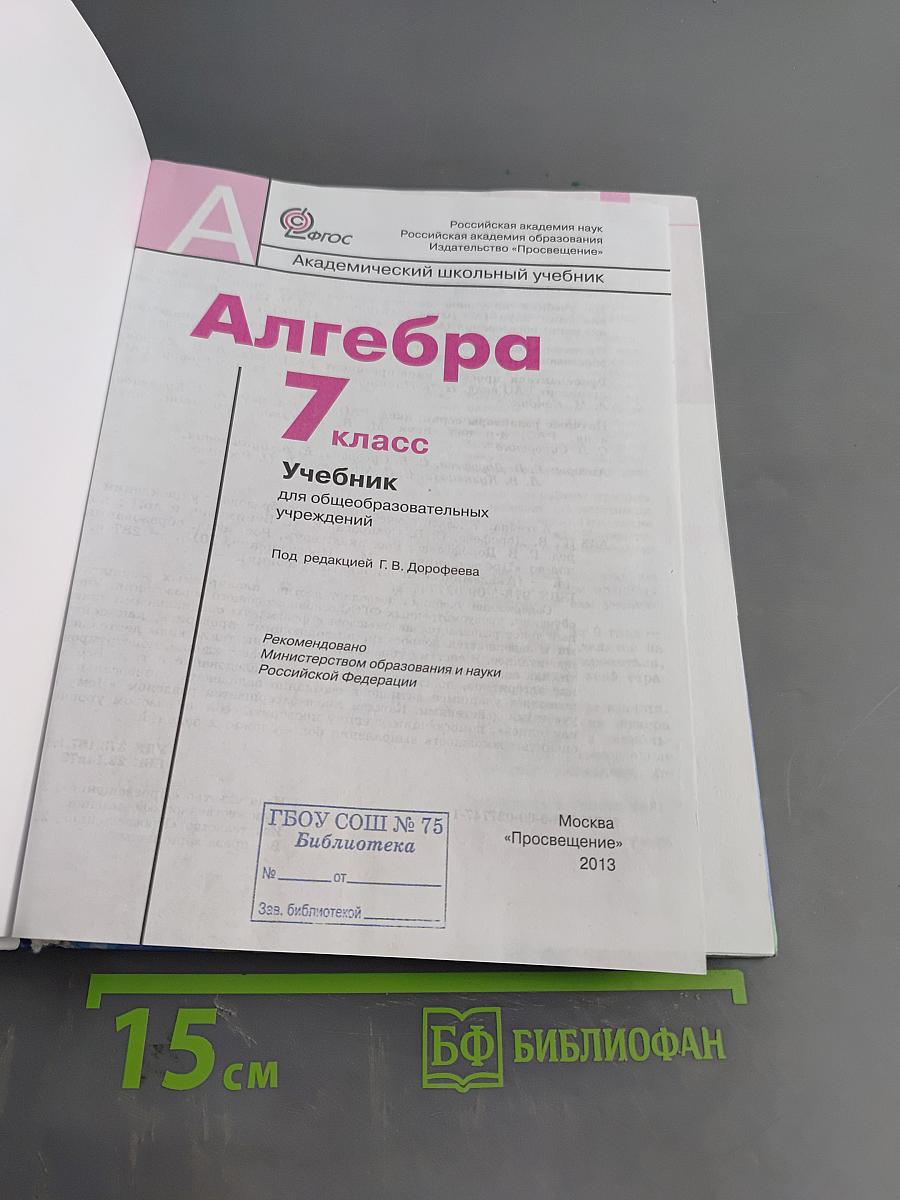 А
ФГОС
Российская академия наук
Российская академия образования
Издательство «Просвещение»
Академический школьный учебник
Алгебра
7 класс
Учебник
для общеобразовательных
учреждений
Под редакцией Г. В. Дорофеева
Рекомендовано
Министерством образования и науки
Российской Федерации
ГБОУ СОШ № 75
Библиотека
№ от
Зав. библиотекой
Москва
«Просвещение»
2013
15 см
БФ БИБЛИОФАН